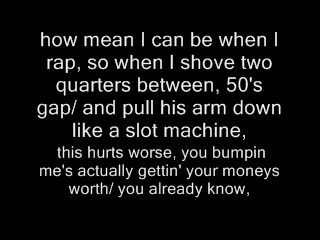 how mean I can be when I
rap, so when I shove two
quarters between, 50's
gap/ and pull his arm down
like a slot machine,
this hurts worse, you bumpin
me's actually gettin' your moneys
worth/ you already know,